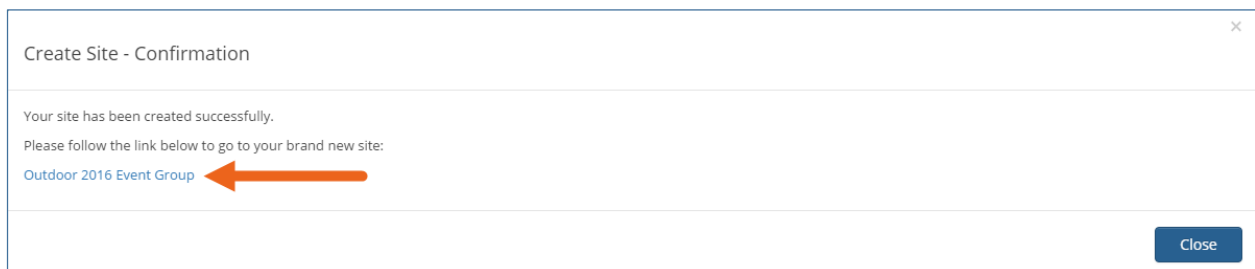 Create Site - Confirmation
Your site has been created successfully.
Please follow the link below to go to your brand new site:
Outdoor 2016 Event Group
Close